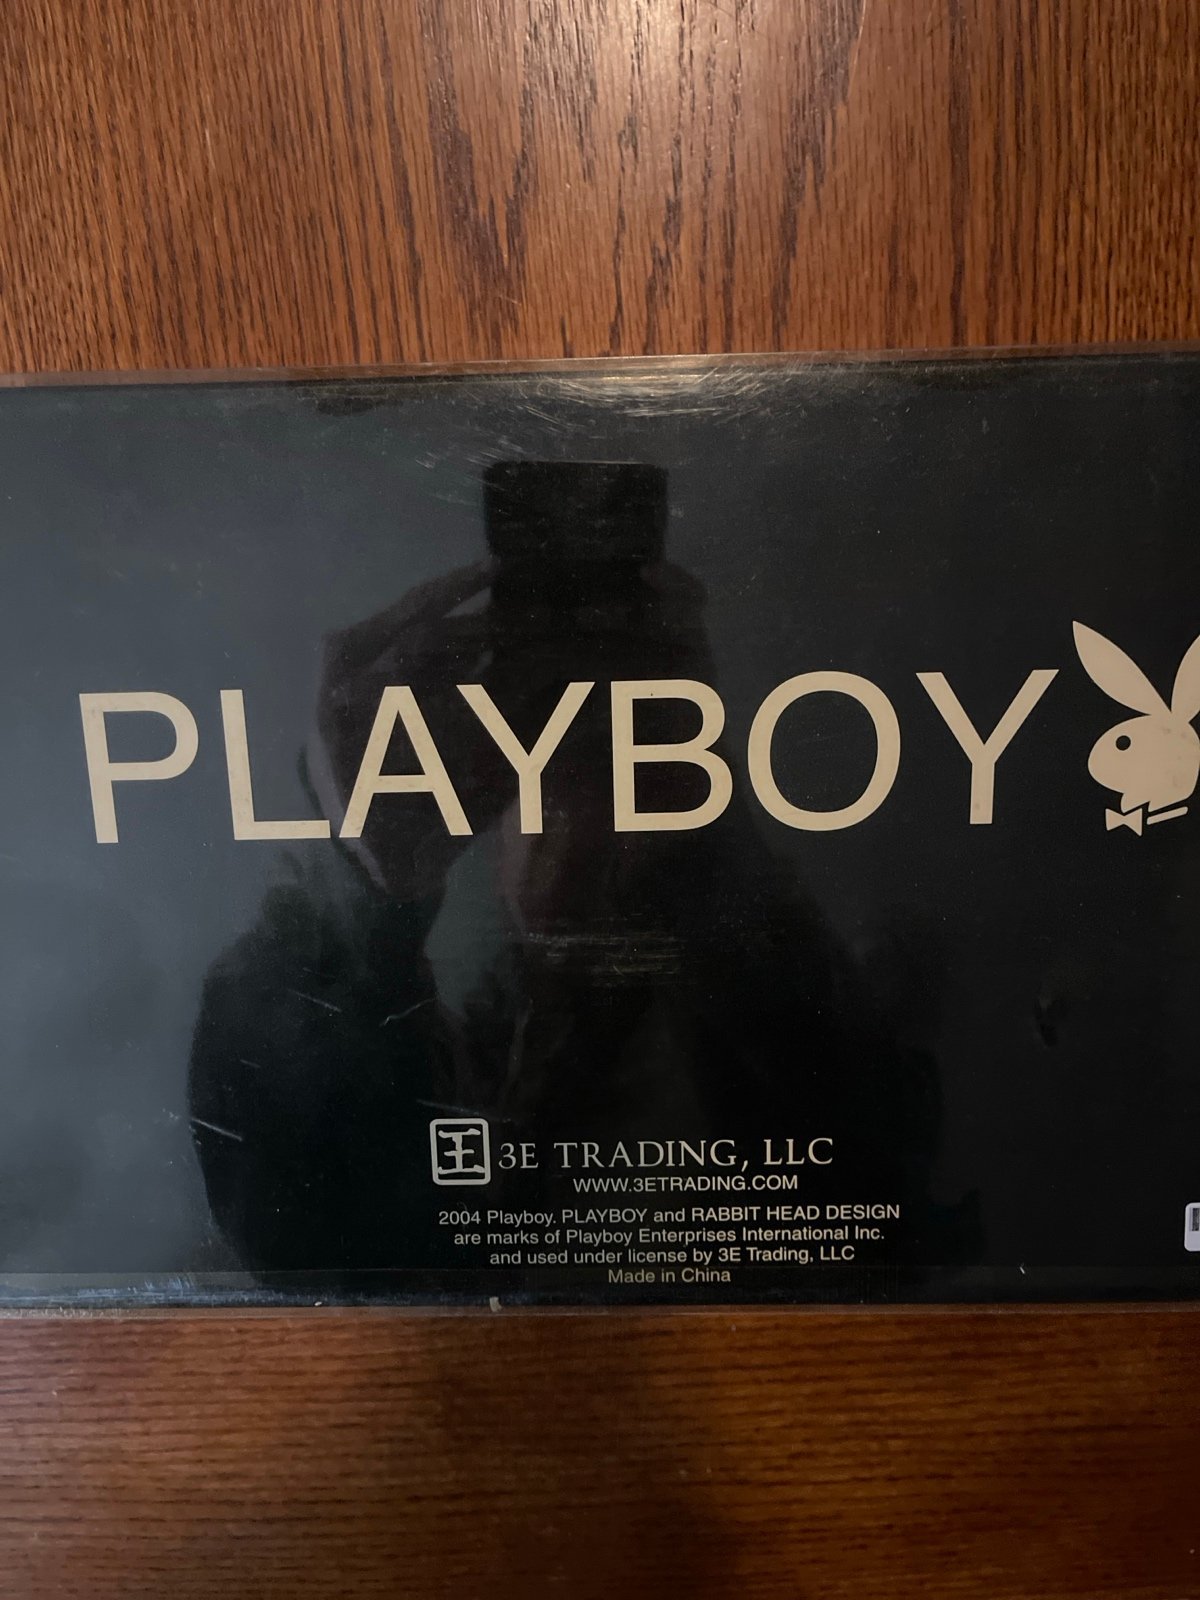 PLAYBOY
王 3E TRADING, LLC
WWW.3ETRADING.COM
2004 Playboy. PLAYBOY and RABBIT HEAD DESIGN
are marks of Playboy Enterprises International Inc.
and used under license by 3E Trading, LLC
Made in China